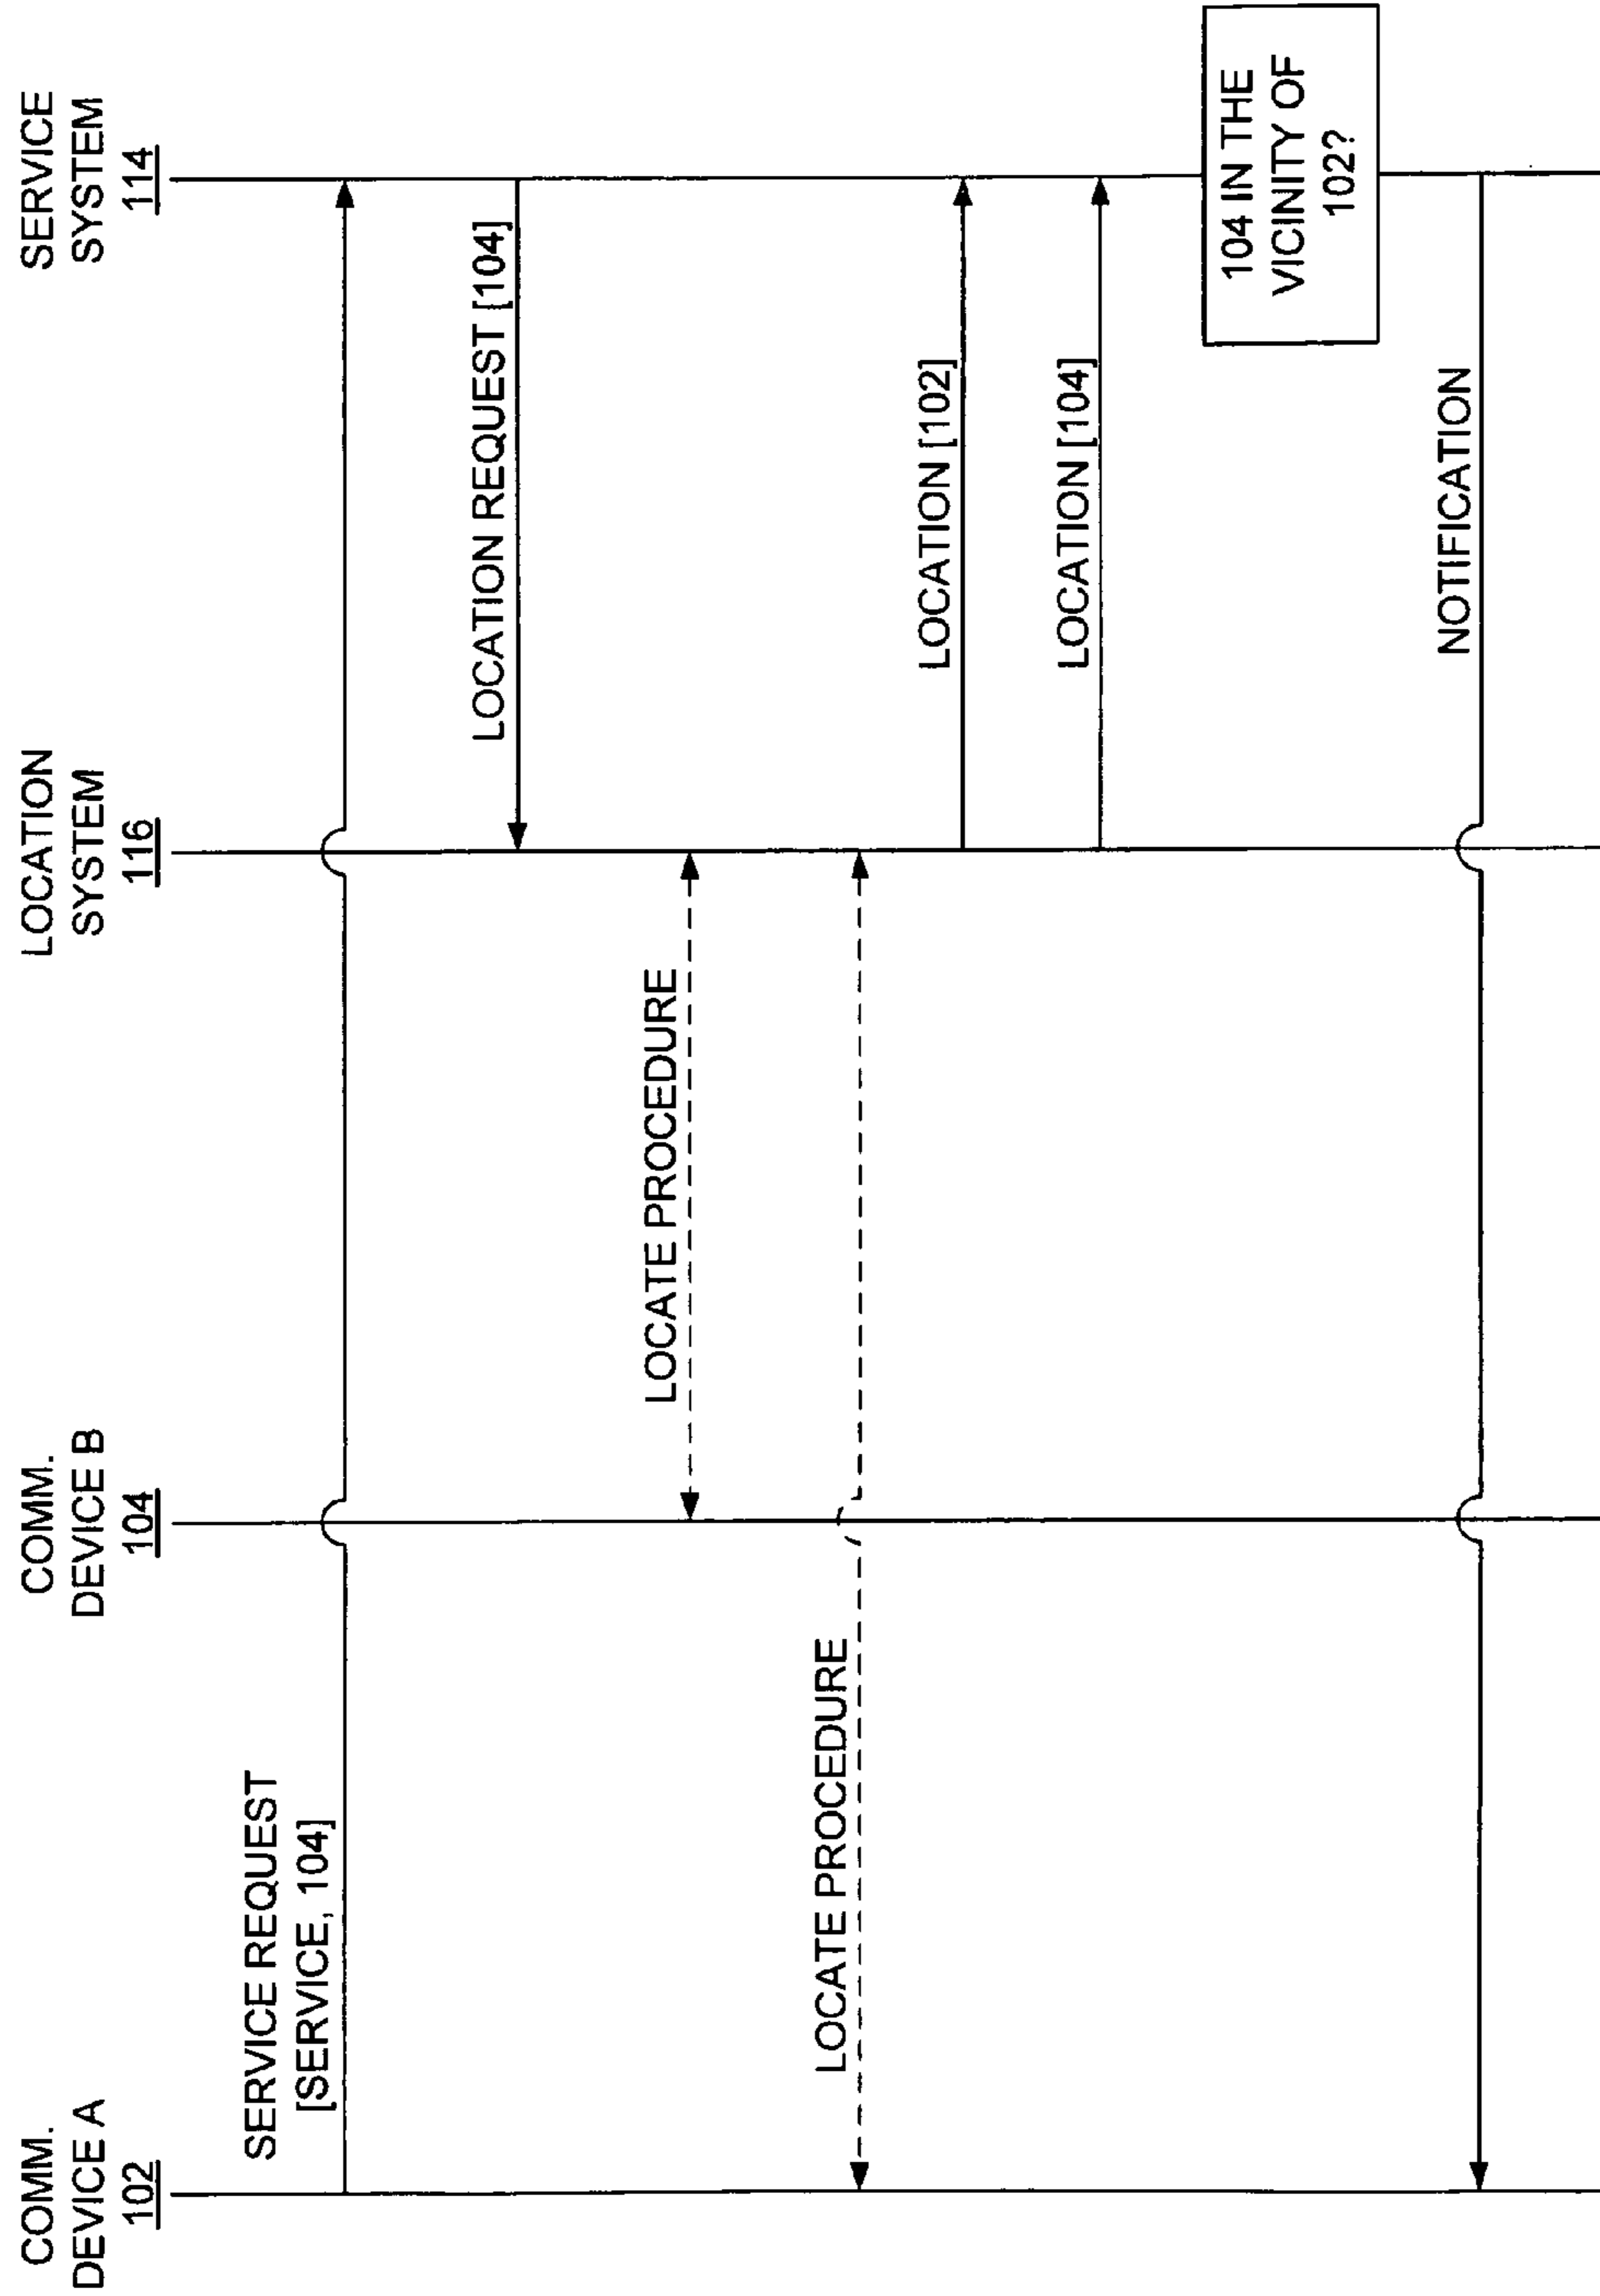 COMM.
DEVICE A
102
COMM.
DEVICE B
104
LOCATION
SYSTEM
116
SERVICE
SYSTEM
114
SERVICE REQUEST
[SERVICE, 104]
LOCATION REQUEST [104]
LOCATE PROCEDURE
LOCATE PROCEDURE
LOCATION [102]
LOCATION [104]
104 IN THE
VICINITY OF
102?
NOTIFICATION